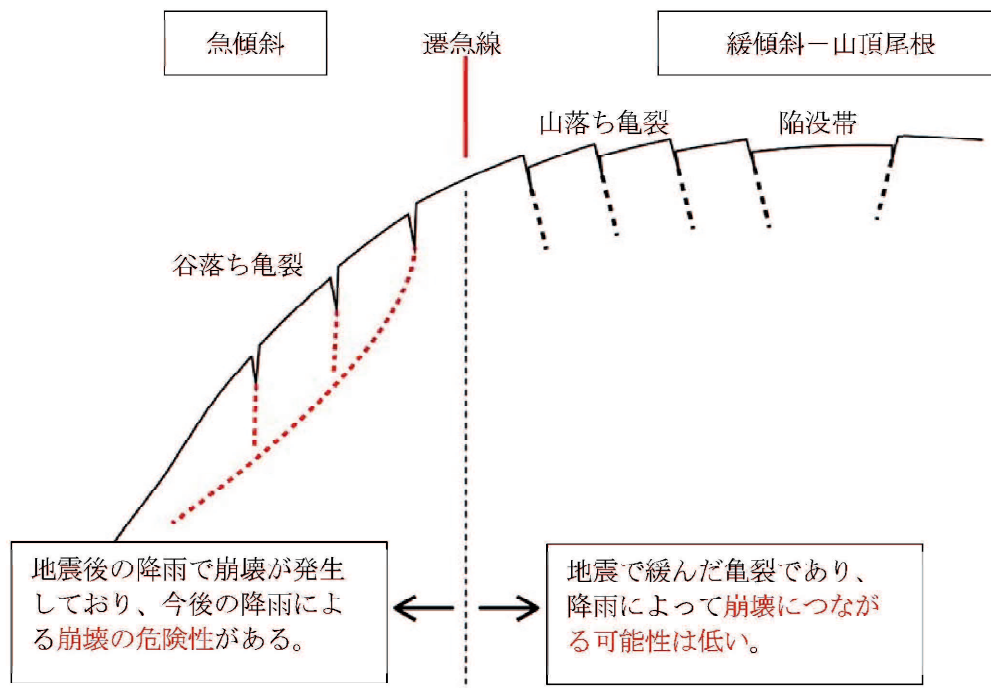 急傾斜
遷急線
緩傾斜－山頂尾根
山落ち亀裂
陥没帯
谷落ち亀裂
地震後の降雨で崩壊が発生
しており、今後の降雨によ
る崩壊の危険性がある。
地震で緩んだ亀裂であり、
降雨によって崩壊につなが
る可能性は低い。